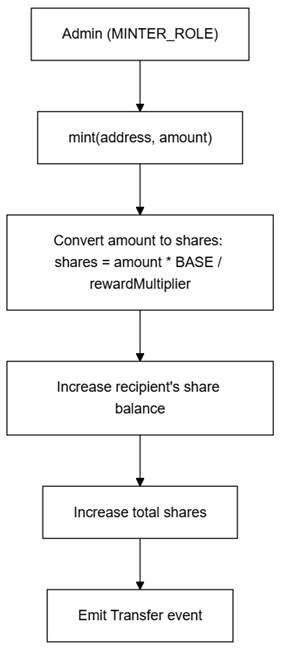 Admin (MINTER_ROLE)
mint(address, amount)
Convert amount to shares:
shares = amount * BASE /
rewardMultiplier
Increase recipient's share
balance
Increase total shares
Emit Transfer event